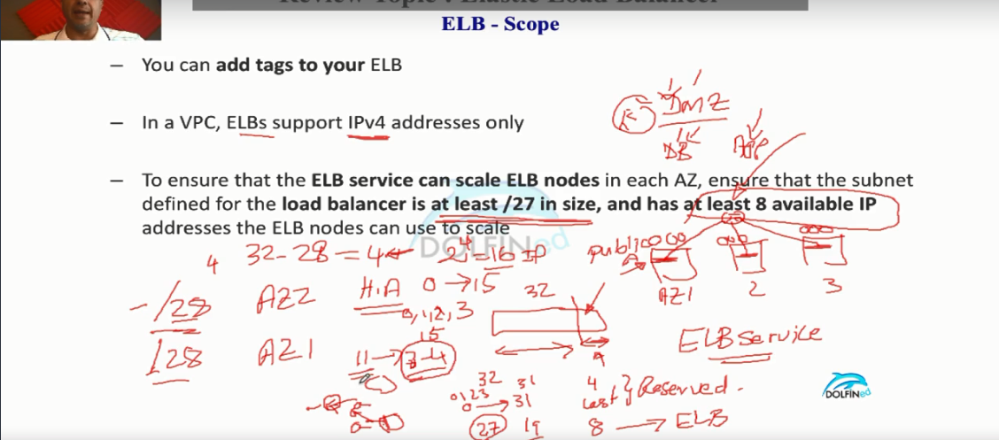 Review Topic : Elastic Load Balancer
ELB - Scope
– You can add tags to your ELB
– In a VPC, ELBs support IPv4 addresses only
DMZ
DB
APP
– To ensure that the ELB service can scale ELB nodes in each AZ, ensure that the subnet
defined for the load balancer is at least /27 in size, and has at least 8 available IP
addresses the ELB nodes can use to scale
DOLFINed
4 32-28=4 2⁴=16 IP public
-/28 AZ2 H.A 0→15 32 AZ1 2 3
0,1,2,3
15
/28 AZ1 11→3-4 ELB Service
32 31 4
0,1,2,3 last Reserved.
0→31
27 19 8 → ELB
DOLFINed